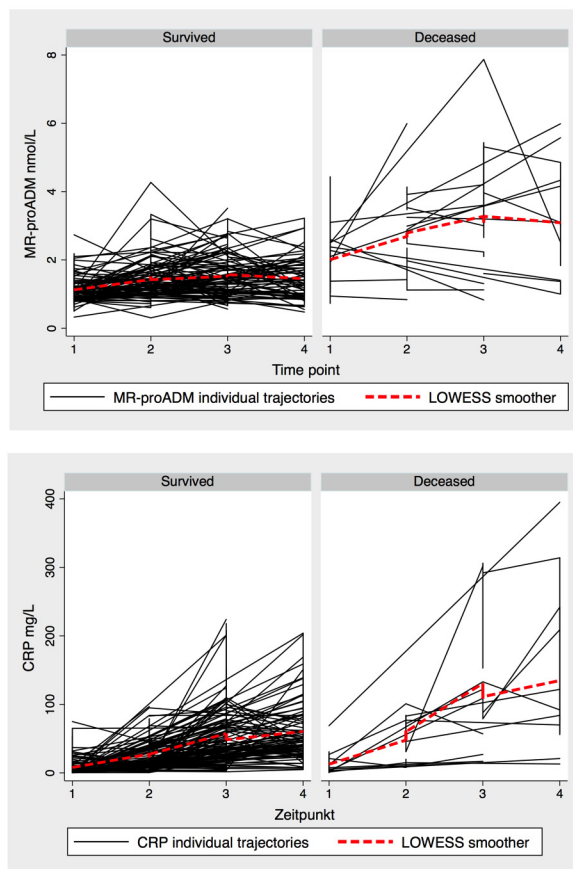 Survived Deceased
MR-proADM nmol/L
8
6
4
2
0
1 2 3 4 1 2 3 4
Time point
MR-proADM individual trajectories LOWESS smoother
Survived Deceased
CRP mg/L
400
300
200
100
0
1 2 3 4 1 2 3 4
Zeitpunkt
CRP individual trajectories LOWESS smoother